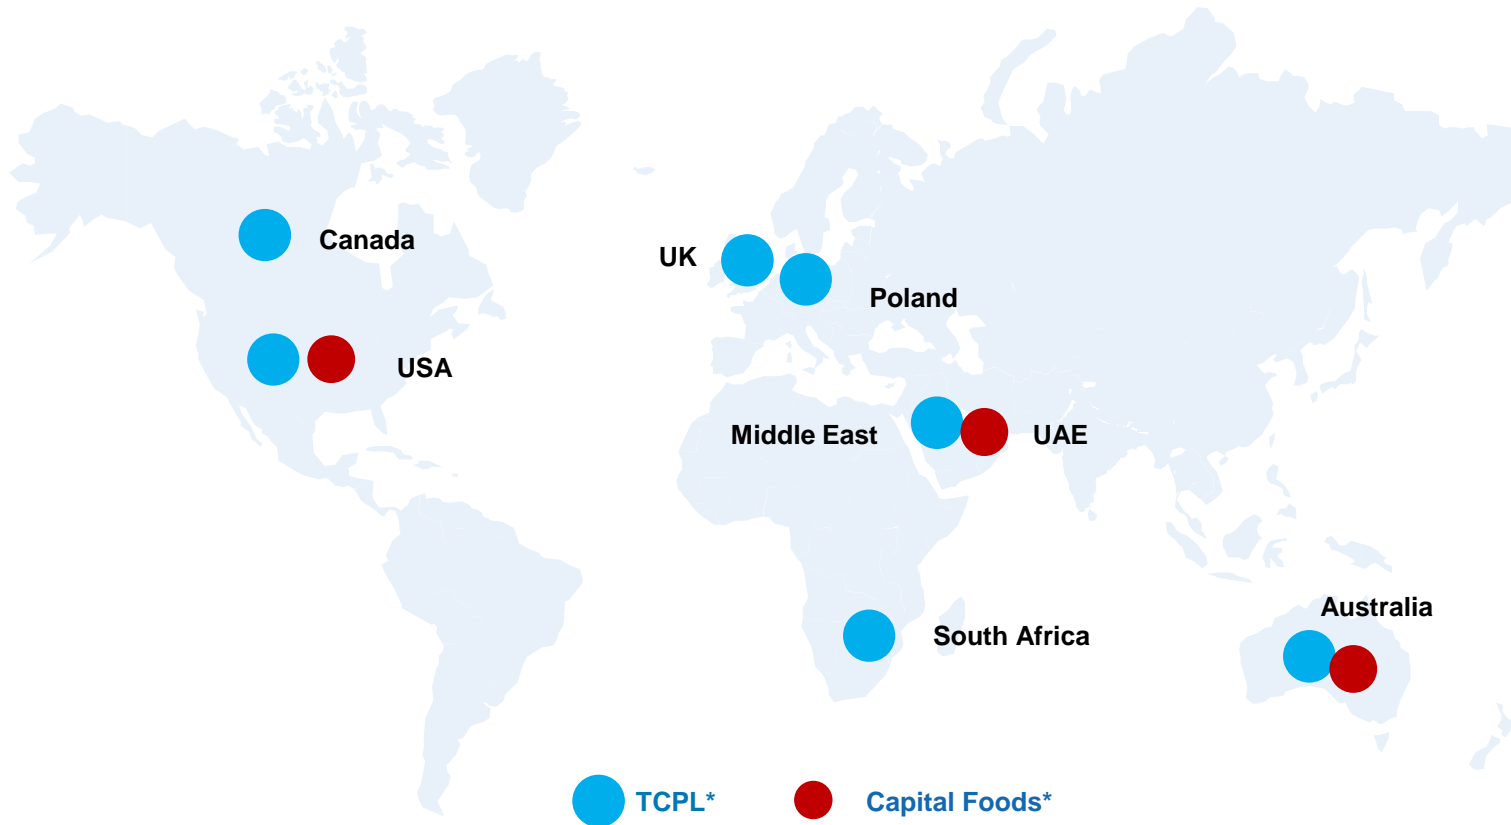 Canada
UK
Poland
USA
Middle East
UAE
Australia
South Africa
TCPL*
Capital Foods*